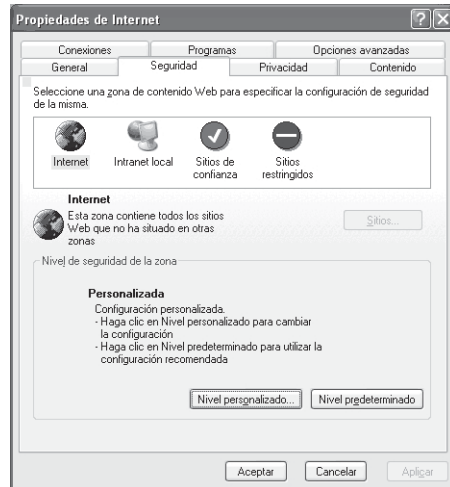 Propiedades de Internet
Conexiones Programas Opciones avanzadas
General Seguridad Privacidad Contenido
Seleccione una zona de contenido Web para especificar la configuración de seguridad
de la misma.
Internet Intranet local Sitios de confianza Sitios restringidos
Internet
Esta zona contiene todos los sitios
Web que no ha situado en otras
zonas
Sitios...
Nivel de seguridad de la zona
Personalizada
Configuración personalizada.
- Haga clic en Nivel personalizado para cambiar
la configuración
- Haga clic en Nivel predeterminado para utilizar la
configuración recomendada
Nivel personalizado... Nivel predeterminado
Aceptar Cancelar Aplicar